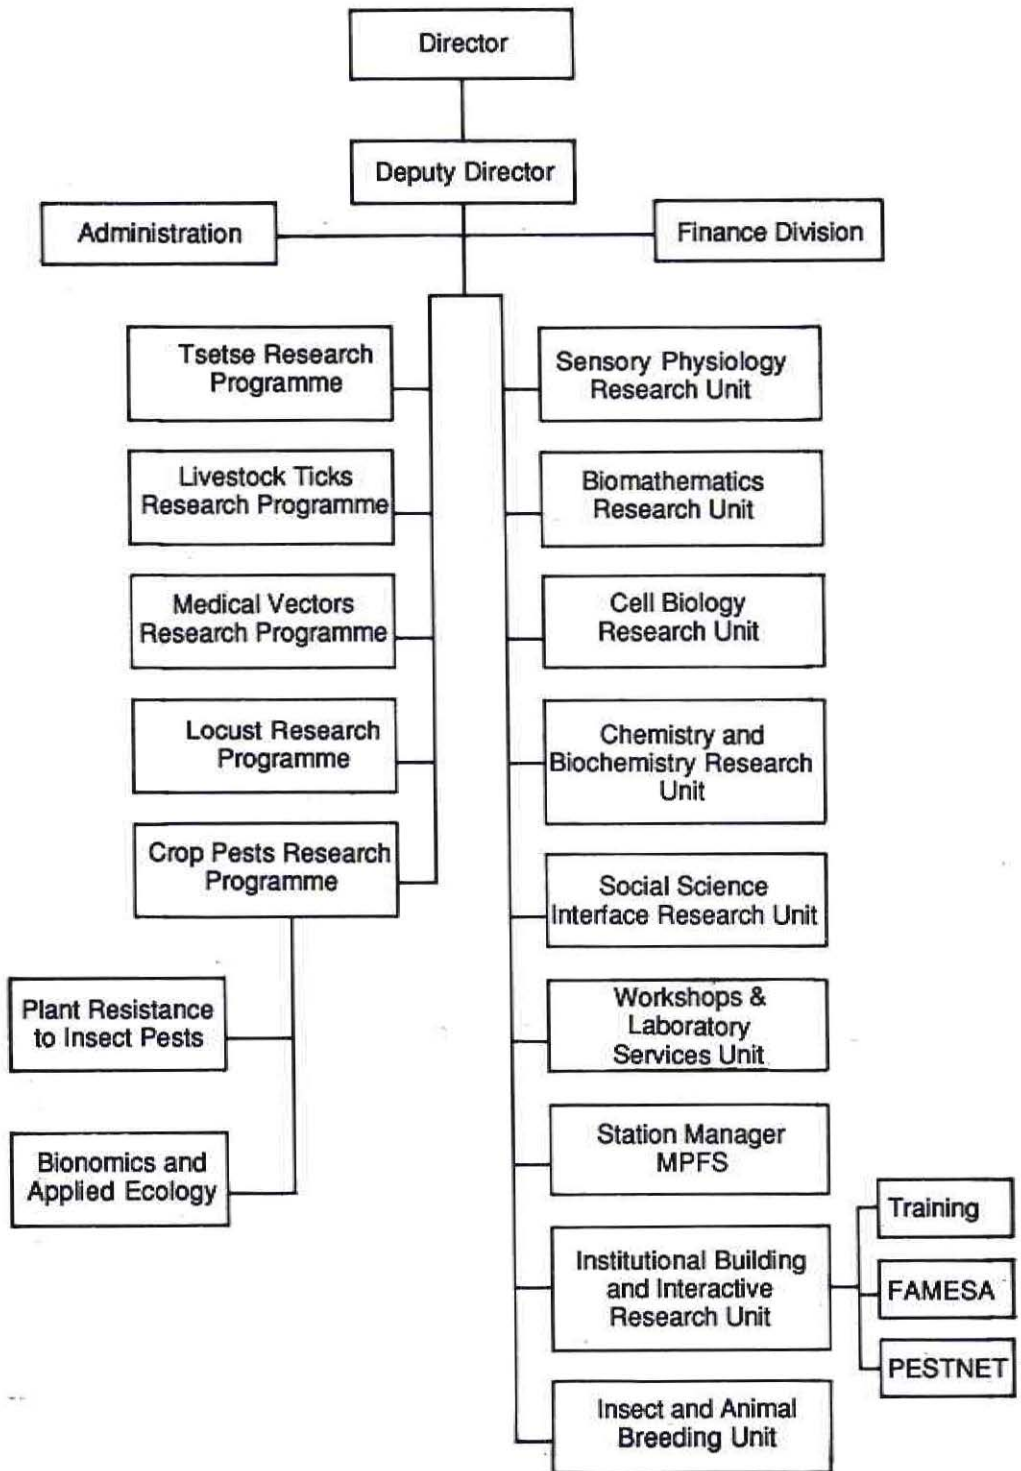 Director
Deputy Director
Administration
Finance Division
Tsetse Research
Programme
Livestock Ticks
Research Programme
Medical Vectors
Research Programme
Locust Research
Programme
Crop Pests Research
Programme
Plant Resistance
to Insect Pests
Bionomics and
Applied Ecology
Sensory Physiology
Research Unit
Biomathematics
Research Unit
Cell Biology
Research Unit
Chemistry and
Biochemistry Research
Unit
Social Science
Interface Research Unit
Workshops &
Laboratory
Services Unit
Station Manager
MPFS
Institutional Building
and Interactive
Research Unit
Training
FAMESA
PESTNET
Insect and Animal
Breeding Unit